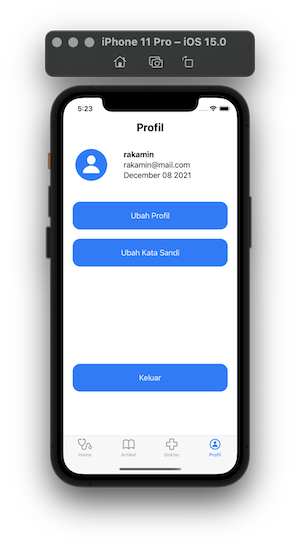 iPhone 11 Pro – iOS 15.0
5:23
Profil
rakamin
rakamin@mail.com
December 08 2021
Ubah Profil
Ubah Kata Sandi
Keluar
Home
Artikel
Dokter
Profil